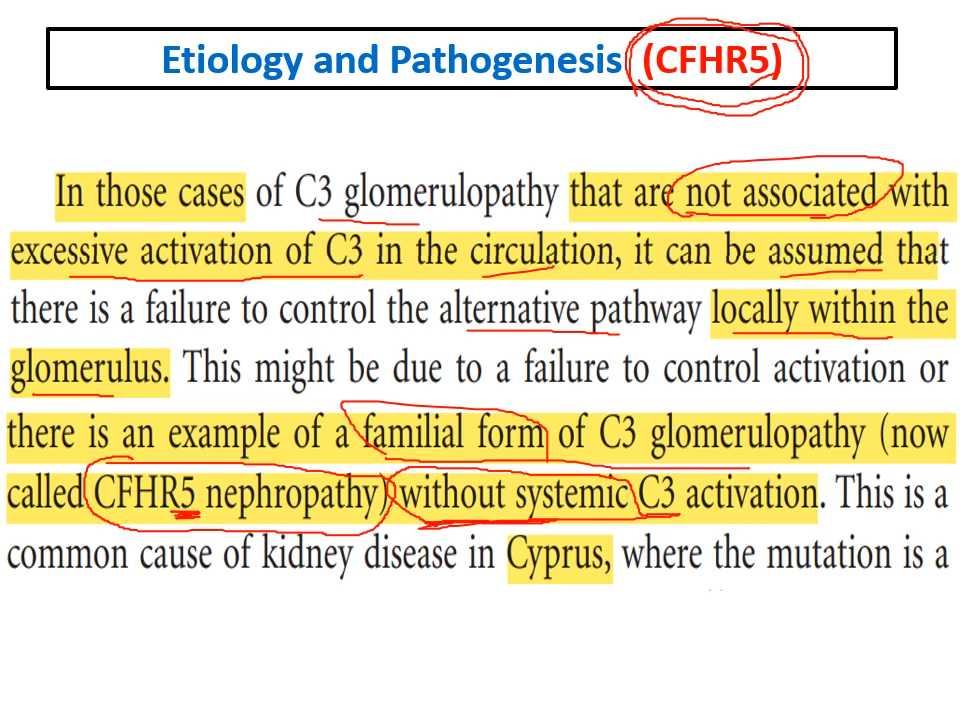 Etiology and Pathogenesis (CFHR5)
In those cases of C3 glomerulopathy that are not associated with
excessive activation of C3 in the circulation, it can be assumed that
there is a failure to control the alternative pathway locally within the
glomerulus. This might be due to a failure to control activation or
there is an example of a familial form of C3 glomerulopathy (now
called CFHR5 nephropathy) without systemic C3 activation. This is a
common cause of kidney disease in Cyprus, where the mutation is a